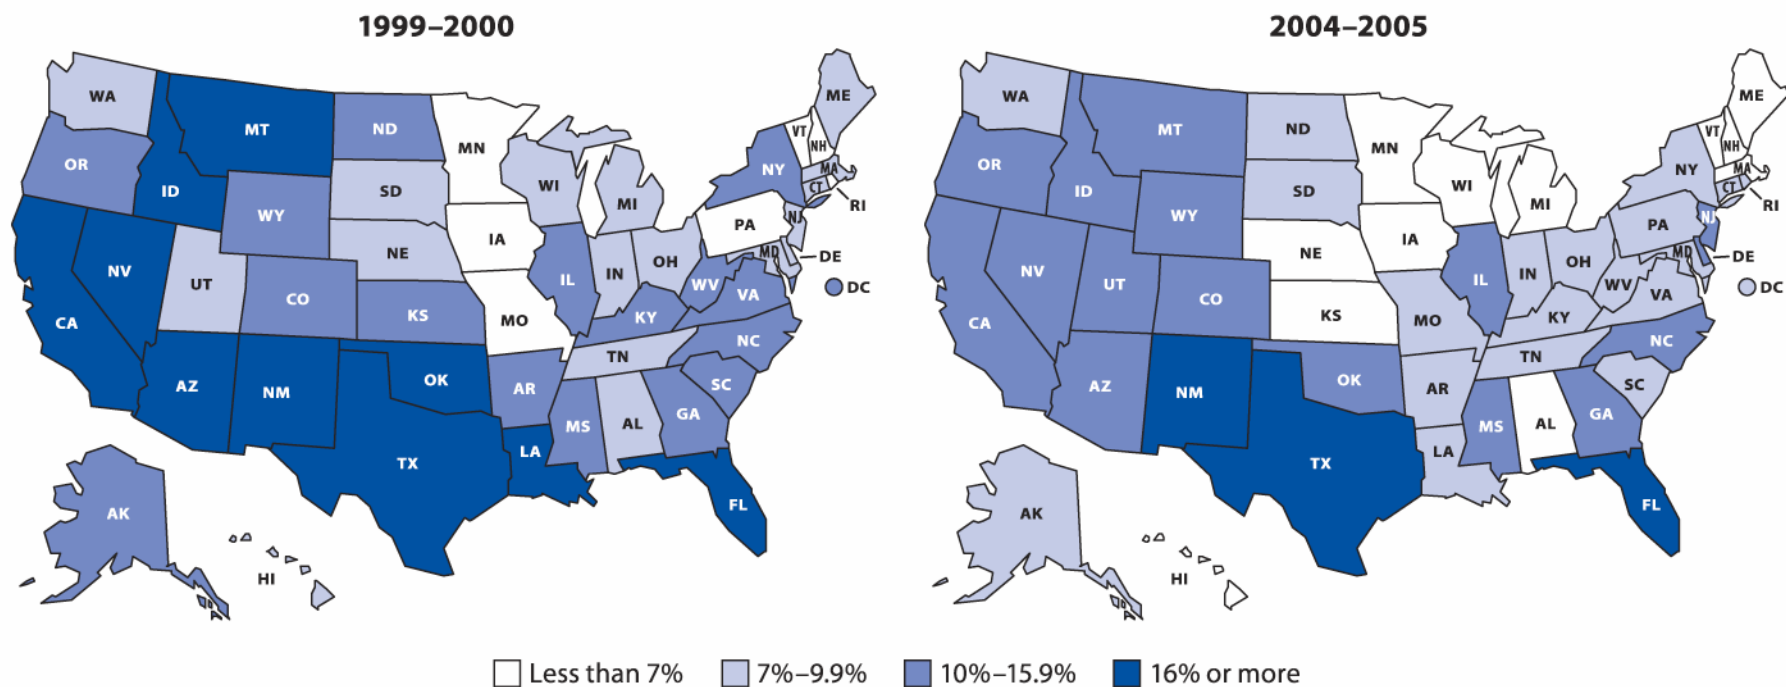 1999–2000
WA
OR
CA
ID
NV
MT
WY
UT
AZ
CO
NM
ND
SD
NE
KS
OK
TX
MN
IA
MO
AR
LA
WI
IL
MI
IN
OH
KY
TN
MS
AL
GA
FL
SC
NC
VA
WV
PA
NY
VT
NH
ME
MA
CT
RI
NJ
MD
DE
DC
AK
HI
2004–2005
WA
OR
CA
ID
NV
MT
WY
UT
AZ
CO
NM
ND
SD
NE
KS
OK
TX
MN
IA
MO
AR
LA
WI
IL
MI
IN
OH
KY
TN
MS
AL
GA
FL
SC
NC
VA
WV
PA
NY
VT
NH
ME
MA
CT
RI
NJ
MD
DE
DC
AK
HI
Less than 7%
7%–9.9%
10%–15.9%
16% or more